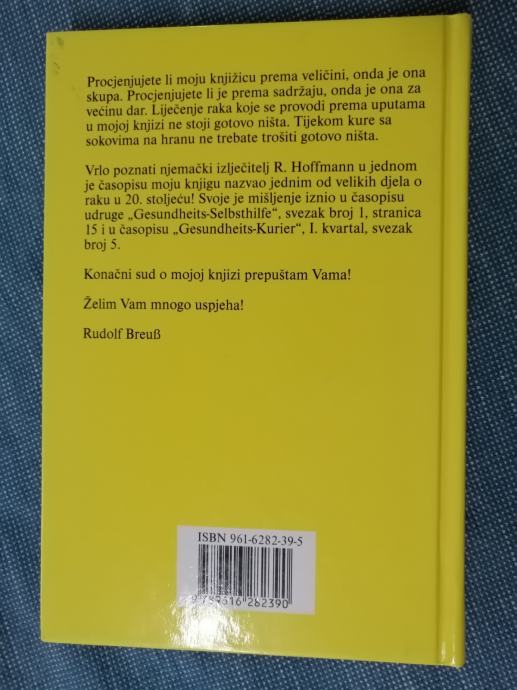 Procjenjujete li moju knjižicu prema veličini, onda je ona
skupa. Procjenjujete li je prema sadržaju, onda je ona za
većinu dar. Liječenje raka koje se provodi prema uputama
u mojoj knjizi ne stoji gotovo ništa. Tijekom kure sa
sokovima na hranu ne trebate trošiti gotovo ništa.
Vrlo poznati njemački izlječitelj R. Hoffmann u jednom
je časopisu moju knjigu nazvao jednim od velikih djela o
raku u 20. stoljeću! Svoje je mišljenje iznio u časopisu
udruge „Gesundheits-Selbsthilfe“, svezak broj 1, stranica
15 i u časopisu „Gesundheits-Kurier“, I. kvartal, svezak
broj 5.
Konačni sud o mojoj knjizi prepuštam Vama!
Želim Vam mnogo uspjeha!
Rudolf Breuß
ISBN 961-6282-39-5
9 789616 282390